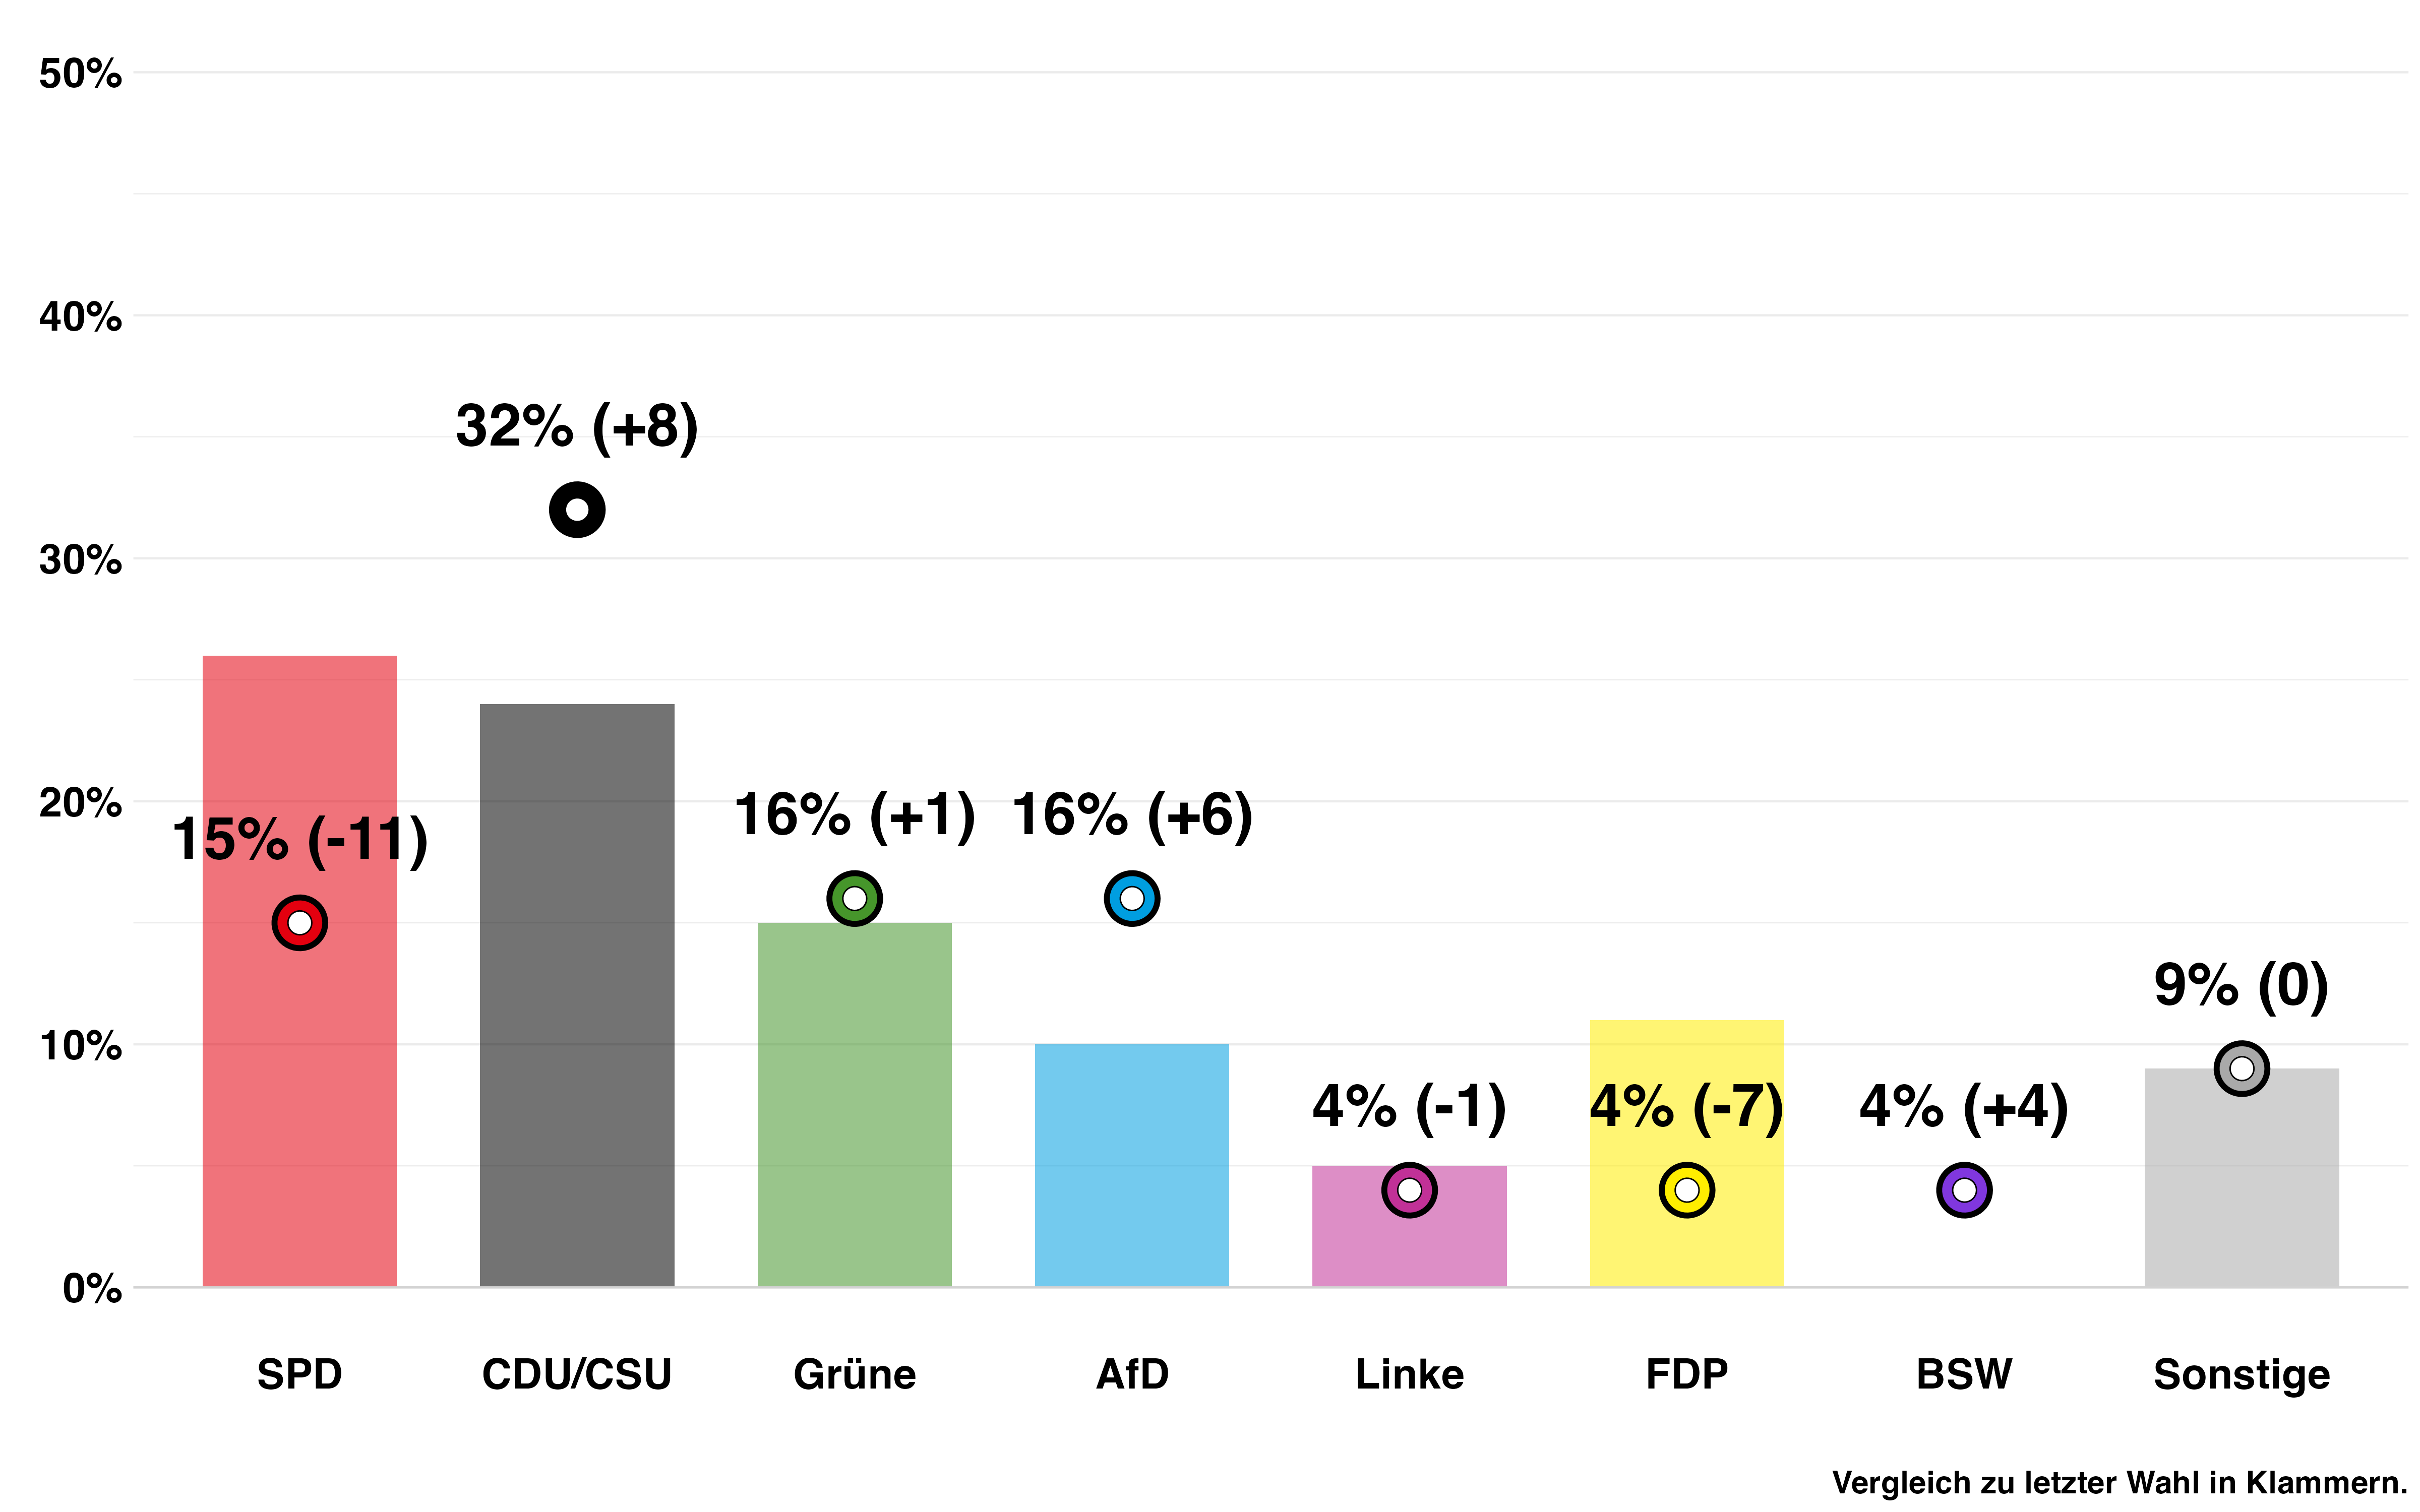 50%
40%
32% (+8)
30%
20%
15% (-11)
16% (+1)
16% (+6)
9% (0)
10%
4% (-1)
4% (-7)
4% (+4)
0%
SPD
CDU/CSU
Grüne
AfD
Linke
FDP
BSW
Sonstige
Vergleich zu letzter Wahl in Klammern.